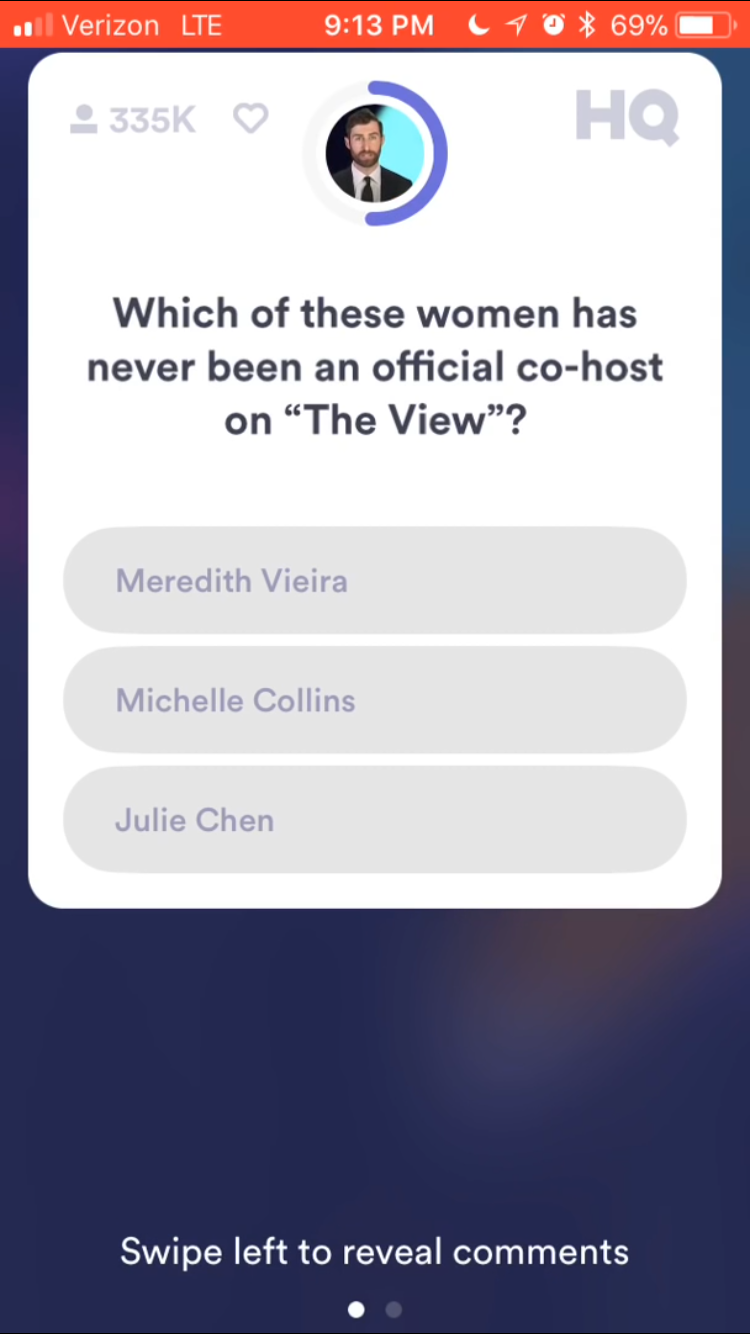 Verizon LTE 9:13 PM 69%
335K HQ
Which of these women has
never been an official co-host
on “The View”?
Meredith Vieira
Michelle Collins
Julie Chen
Swipe left to reveal comments